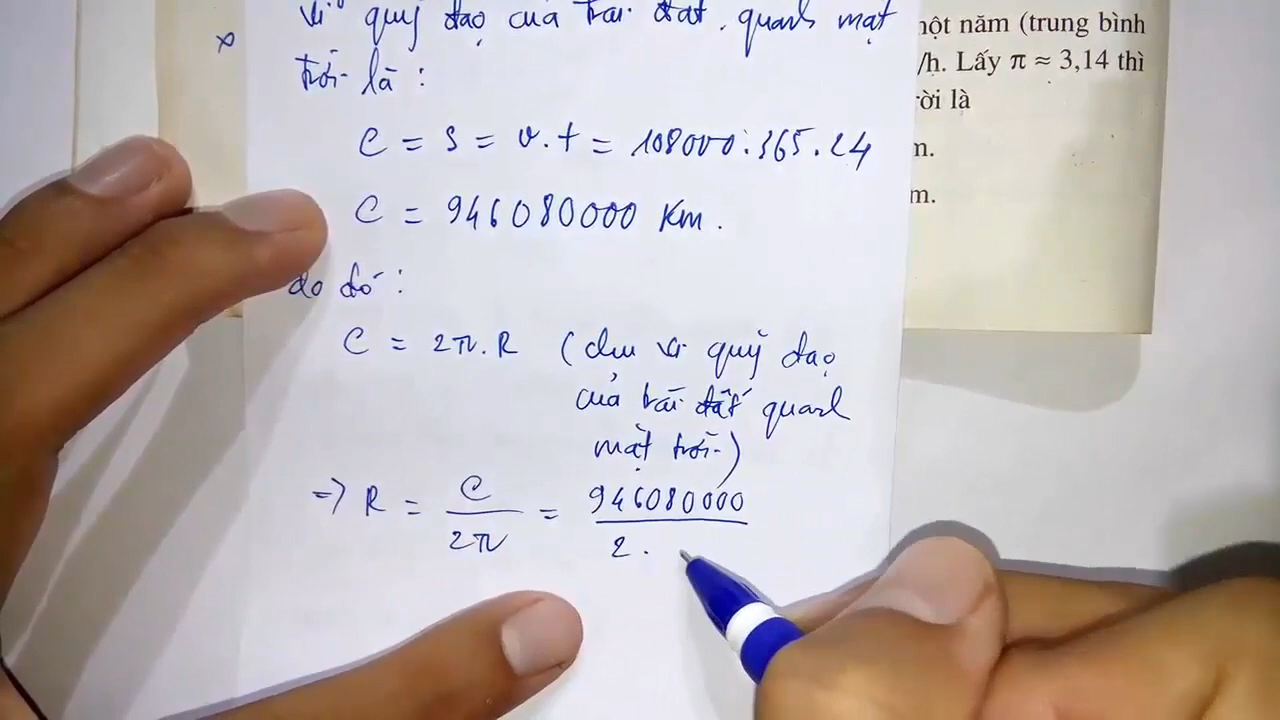 vi quỹ đạo của trái đất quanh mặt
trời là :
C = S = v.t = 108000.365.24
C = 946080000 Km.
do đó :
C = 2π.R (chu vi quỹ đạo
của trái đất quanh
mặt trời)
=> R = C / 2π = 946080000 / 2 .
một năm (trung bình
/h. Lấy π ≈ 3,14 thì
rời là
m.
m.